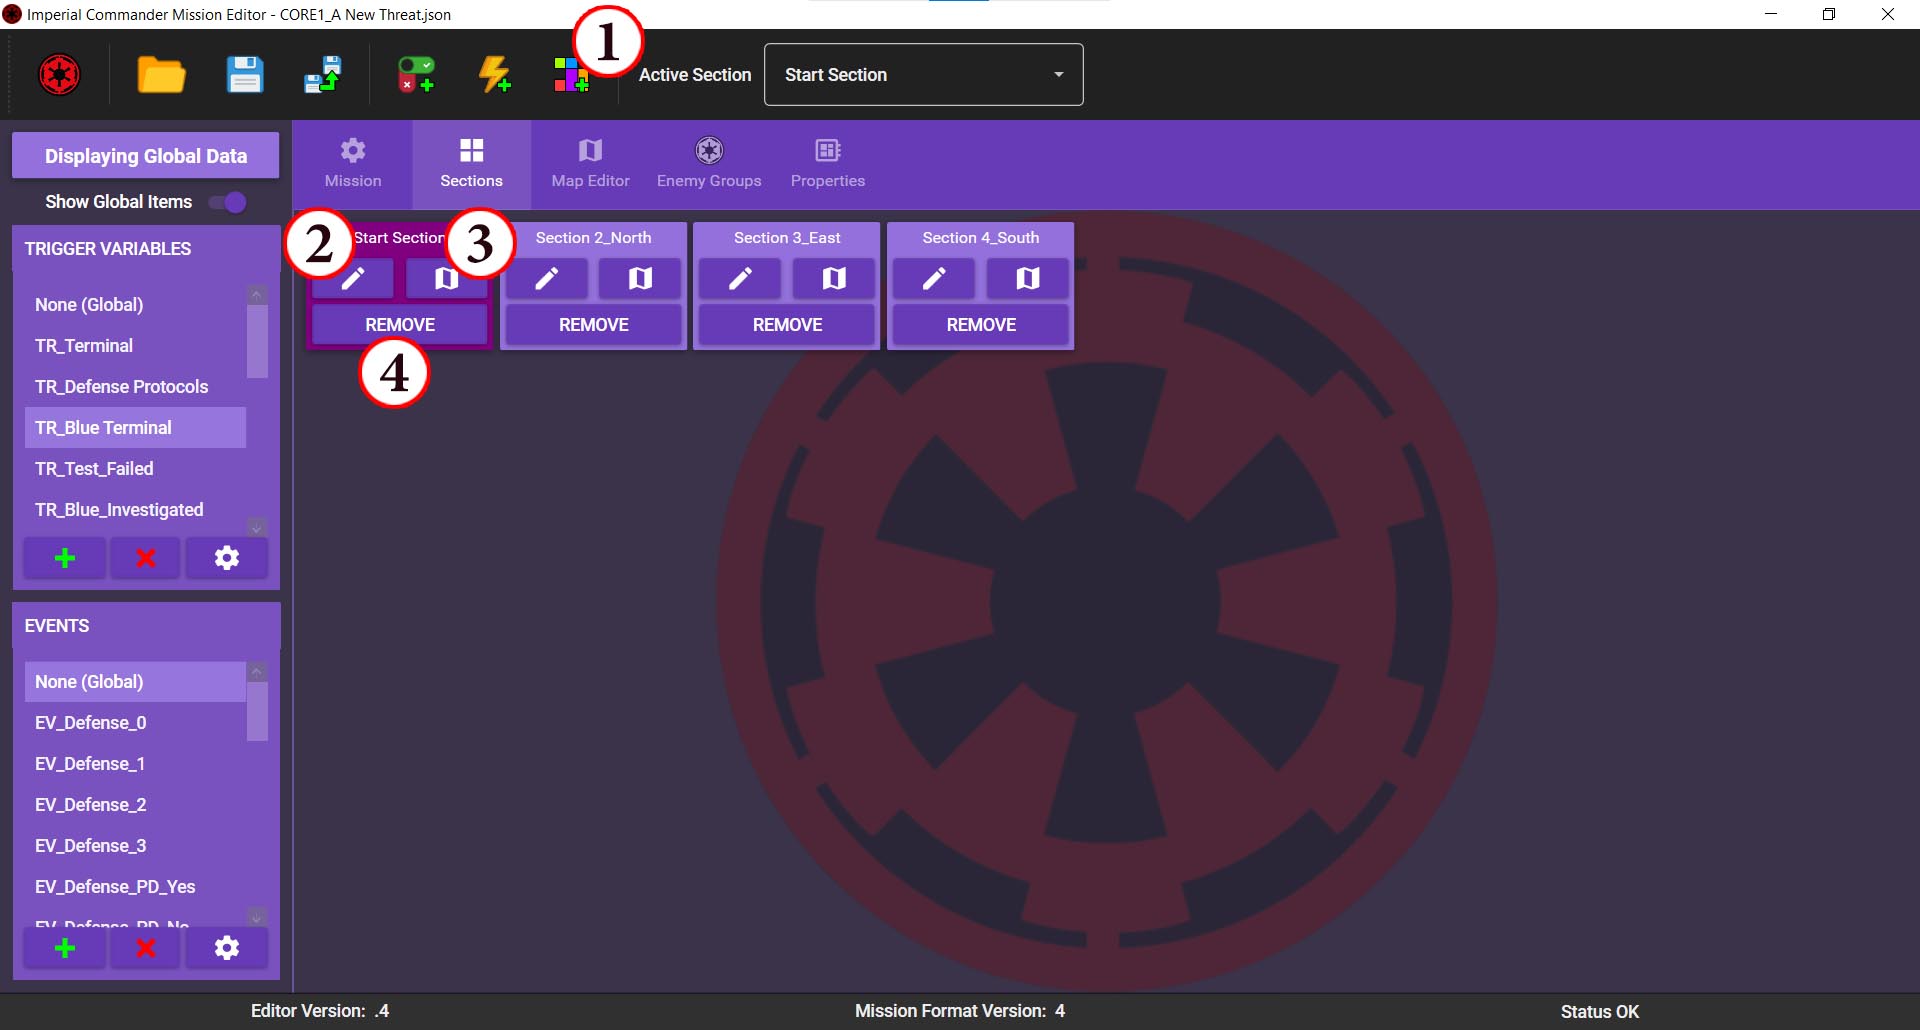 Imperial Commander Mission Editor - CORE1_A New Threat.json
1
Active Section
Start Section
Displaying Global Data
Show Global Items
Mission
Sections
Map Editor
Enemy Groups
Properties
TRIGGER VARIABLES
None (Global)
TR_Terminal
TR_Defense Protocols
TR_Blue Terminal
TR_Test_Failed
TR_Blue_Investigated
EVENTS
None (Global)
EV_Defense_0
EV_Defense_1
EV_Defense_2
EV_Defense_3
EV_Defense_PD_Yes
EV_Defense_PD_No
2
Start Section
3
REMOVE
4
Section 2_North
REMOVE
Section 3_East
REMOVE
Section 4_South
REMOVE
Editor Version: .4
Mission Format Version: 4
Status OK